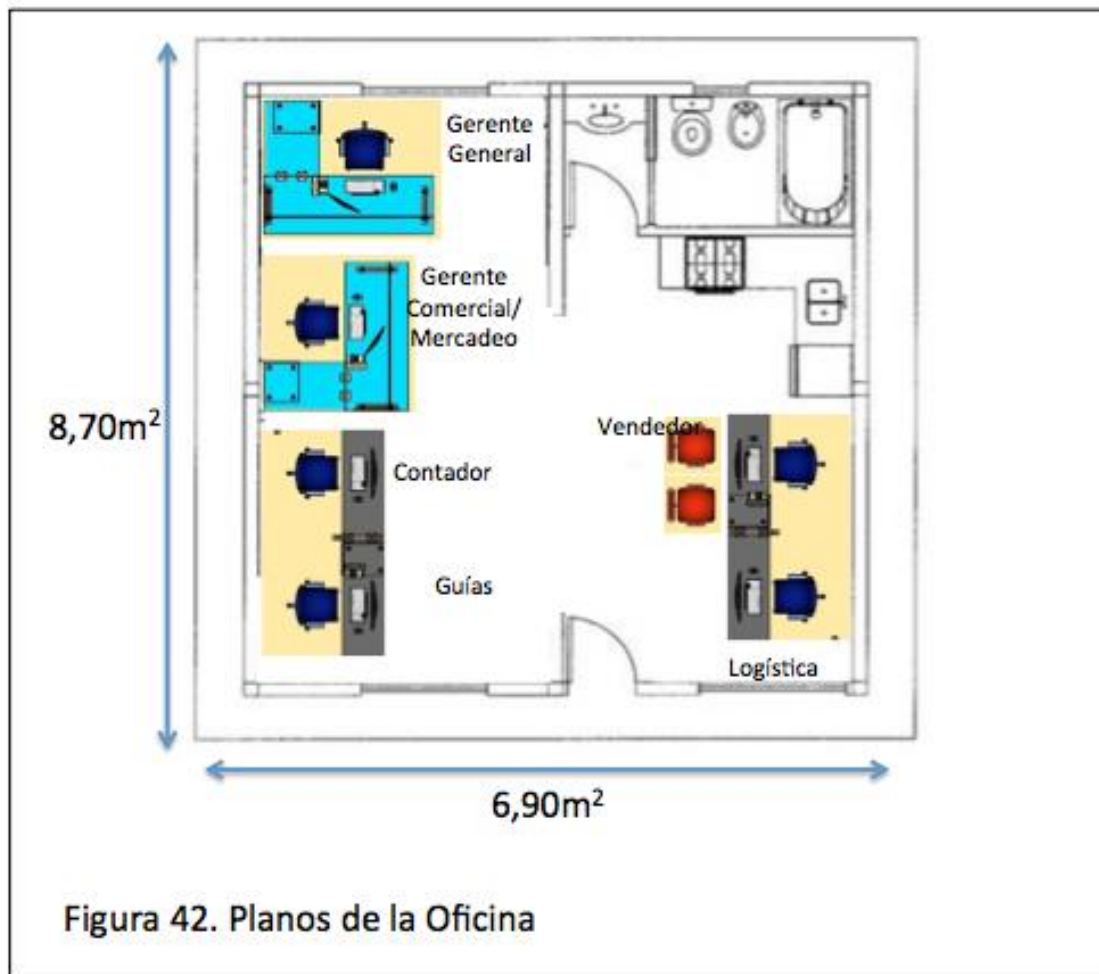 Gerente
General
Gerente
Comercial/
Mercadeo
8,70m²
Vendedor
Contador
Guías
Logística
6,90m²
Figura 42. Planos de la Oficina